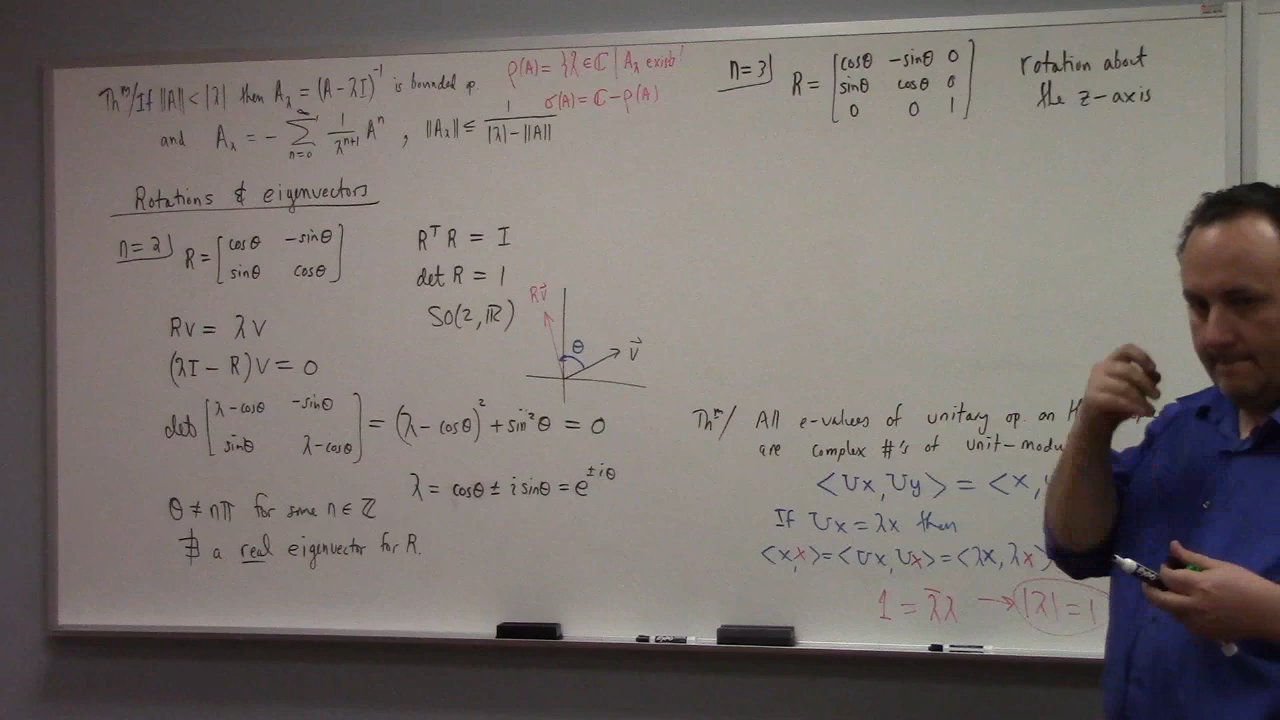 Thᵐ/ If ‖A‖ < |λ| then A_λ = (A - λI)⁻¹ is bounded op.
and A_λ = - ∑_{n=0}^{∞} 1/λ^{n+1} Aⁿ , ‖A_λ‖ ≤ 1/(|λ| - ‖A‖)
ρ(A) = {λ ∈ ℂ | A_λ exists}
σ(A) = ℂ - ρ(A)
Rotations & eigenvectors
n=2) R = [cosθ -sinθ
sinθ cosθ]
RᵀR = I
det R = 1
SO(2, ℝ)
Rv = λv
(λI - R)v = 0
det [λ-cosθ -sinθ
sinθ λ-cosθ] = (λ - cosθ)² + sin²θ = 0
λ = cosθ ± i sinθ = e^{±iθ}
θ ≠ nπ for some n ∈ ℤ
∄ a real eigenvector for R.
Rv⃗
θ
v⃗
n=3) R = [cosθ -sinθ 0
sinθ cosθ 0
0 0 1]
rotation about
the z-axis
Thᵐ/ All e-values of unitary op. on
are complex #'s of
⟨Ux, Uy⟩ = ⟨x,
If Ux = λx then
⟨x,x⟩ = ⟨Ux, Ux⟩ = ⟨λx, λx⟩
1 = λ̄λ → |λ| = 1
expo